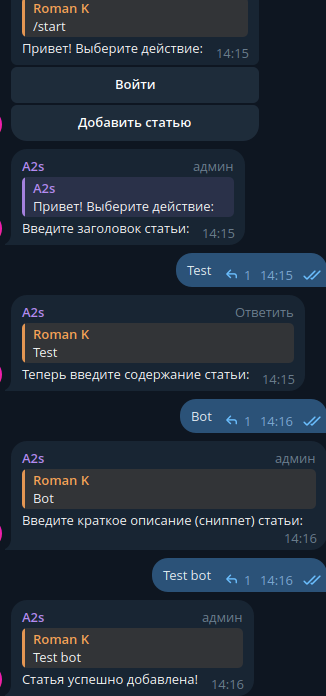 Roman K
/start
Привет! Выберите действие:
14:15
Войти
Добавить статью
A2s админ
A2s
Привет! Выберите действие:
Введите заголовок статьи:
14:15
Test 1 14:15
A2s Ответить
Roman K
Test
Теперь введите содержание статьи:
14:15
Bot 1 14:16
A2s админ
Roman K
Bot
Введите краткое описание (сниппет) статьи:
14:16
Test bot 1 14:16
A2s админ
Roman K
Test bot
Статья успешно добавлена!
14:16